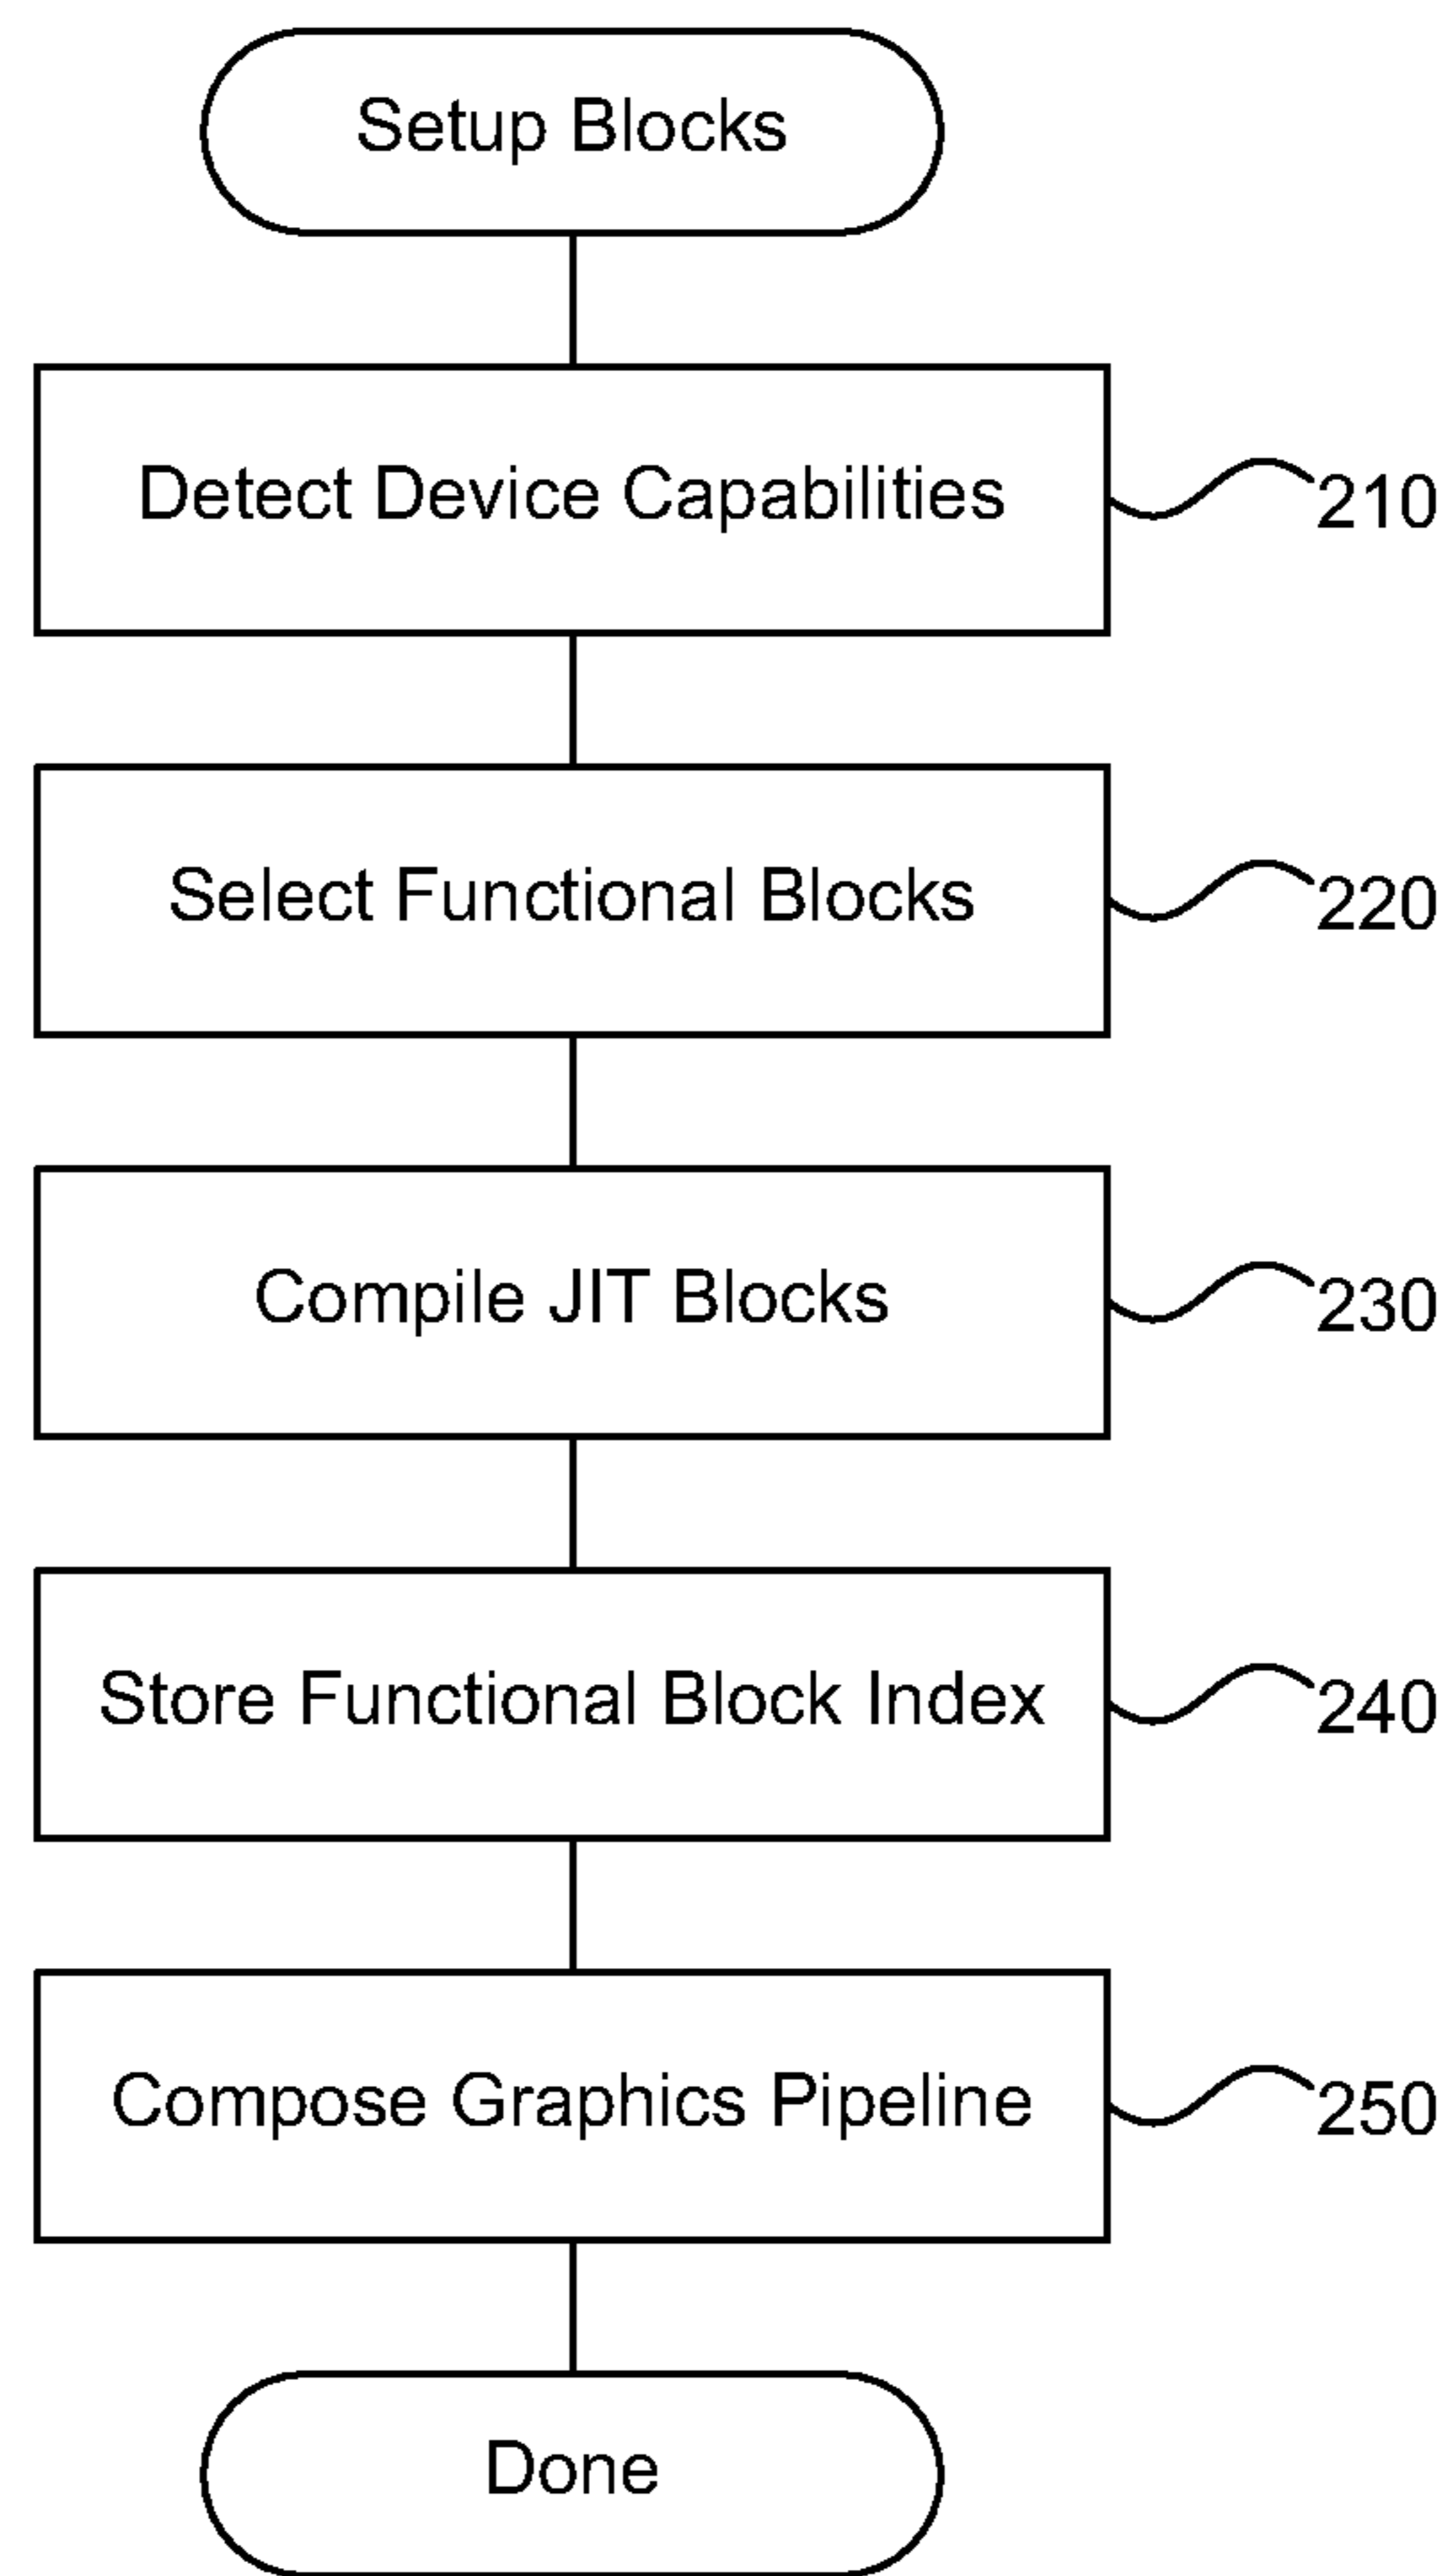 Setup Blocks
Detect Device Capabilities
210
Select Functional Blocks
220
Compile JIT Blocks
230
Store Functional Block Index
240
Compose Graphics Pipeline
250
Done